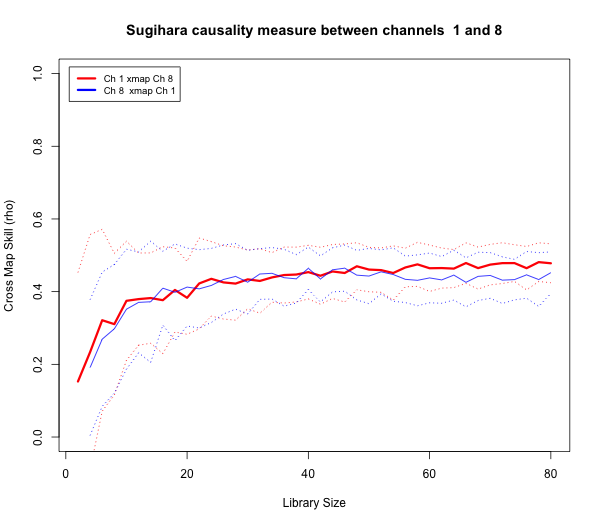 Sugihara causality measure between channels  1 and 8
Ch 1 xmap Ch 8
Ch 8  xmap Ch 1
Cross Map Skill (rho)
1.0
0.8
0.6
0.4
0.2
0.0
0 20 40 60 80
Library Size